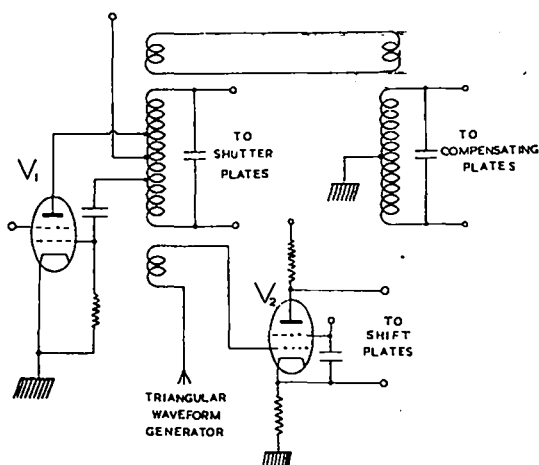 TO
SHUTTER
PLATES
TO
COMPENSATING
PLATES
V1
V2
TO
SHIFT
PLATES
TRIANGULAR
WAVEFORM
GENERATOR